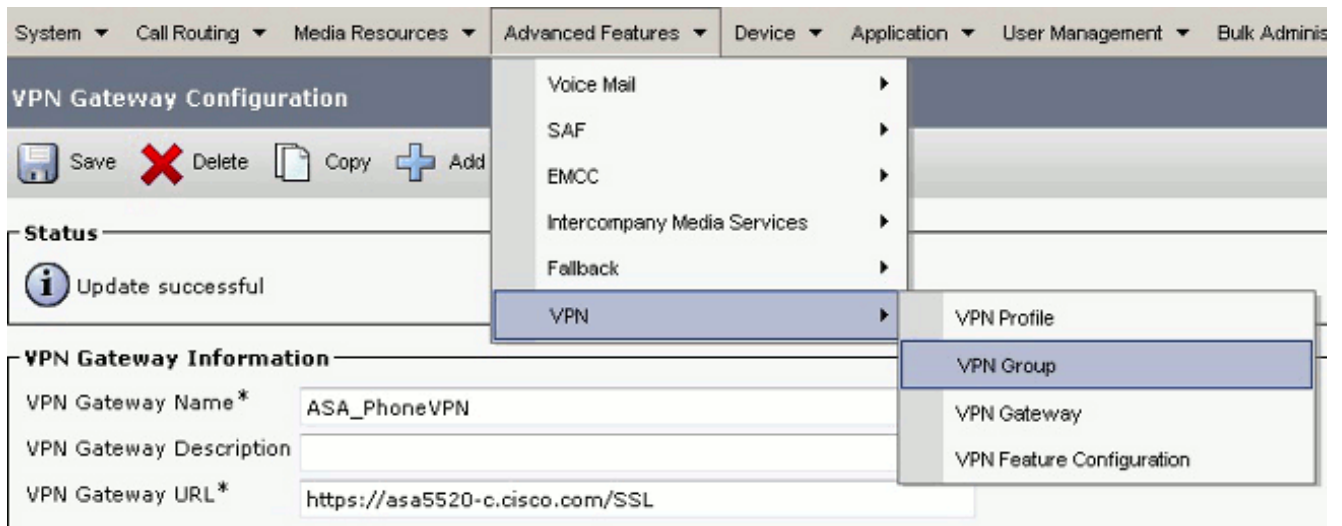 System Call Routing Media Resources Advanced Features Device Application User Management Bulk Adminis
VPN Gateway Configuration
Save Delete Copy Add
Voice Mail
SAF
EMCC
Intercompany Media Services
Fallback
VPN
VPN Profile
VPN Group
VPN Gateway
VPN Feature Configuration
Status
Update successful
VPN Gateway Information
VPN Gateway Name* ASA_PhoneVPN
VPN Gateway Description
VPN Gateway URL* https://asa5520-c.cisco.com/SSL